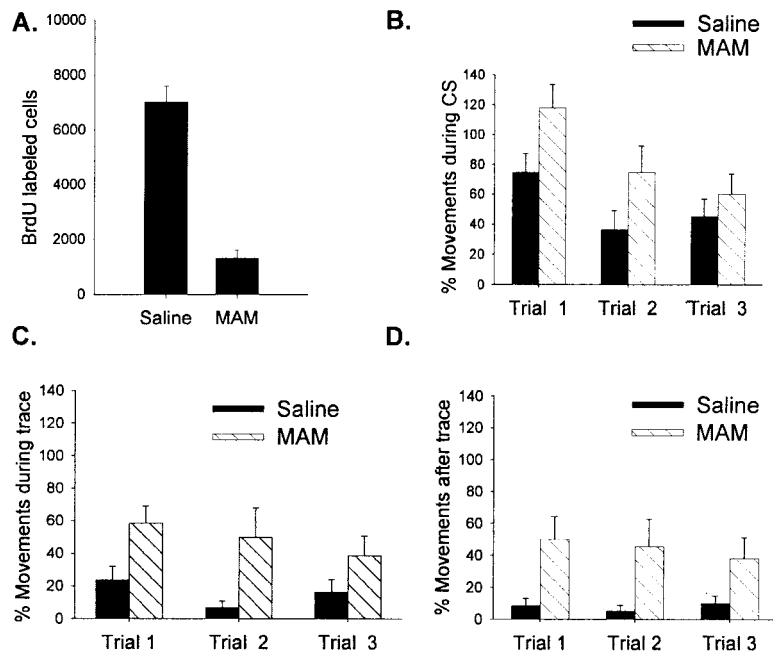 A.
BrdU labeled cells
10000
8000
6000
4000
2000
0
Saline MAM
B.
Saline
MAM
% Movements during CS
140
120
100
80
60
40
20
0
Trial 1 Trial 2 Trial 3
C.
% Movements during trace
140
120
100
80
60
40
20
0
Saline
MAM
Trial 1 Trial 2 Trial 3
D.
% Movements after trace
140
120
100
80
60
40
20
0
Saline
MAM
Trial 1 Trial 2 Trial 3